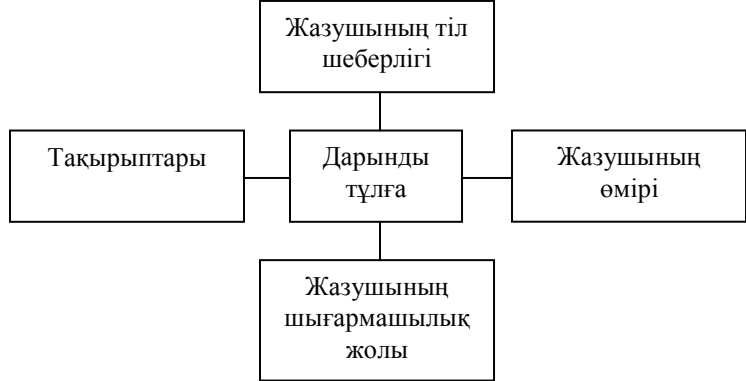 Жазушының тіл
шеберлігі
Тақырыптары
Дарынды
тұлға
Жазушының
өмірі
Жазушының
шығармашылық
жолы